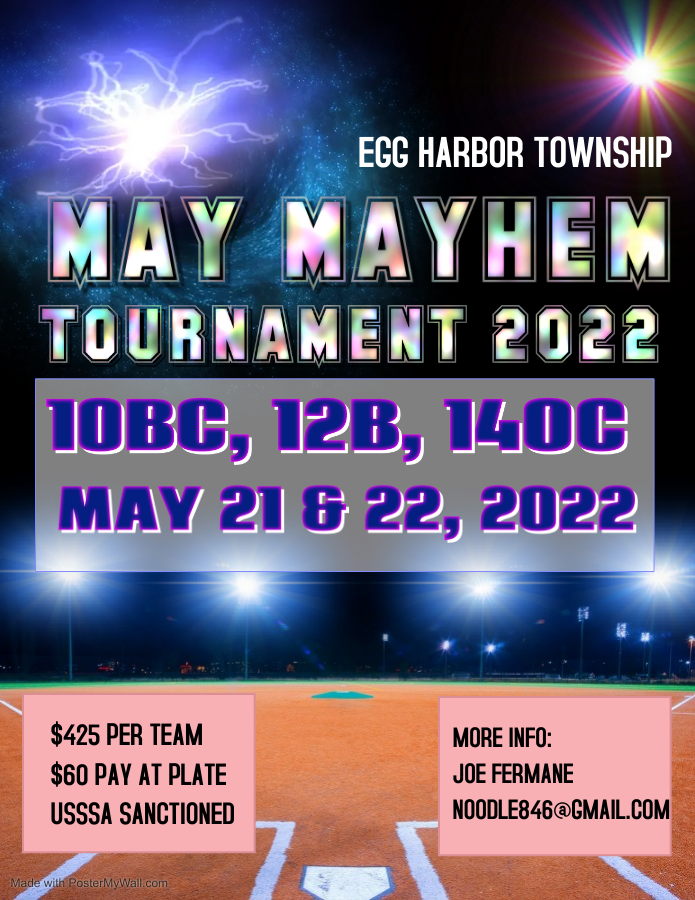 EGG HARBOR TOWNSHIP
MAY MAYHEM
TOURNAMENT 2022
10BC, 12B, 14OC
MAY 21 & 22, 2022
$425 PER TEAM
$60 PAY AT PLATE
USSSA SANCTIONED
MORE INFO:
JOE FERMANE
NOODLE846@GMAIL.COM
Made with PosterMyWall.com